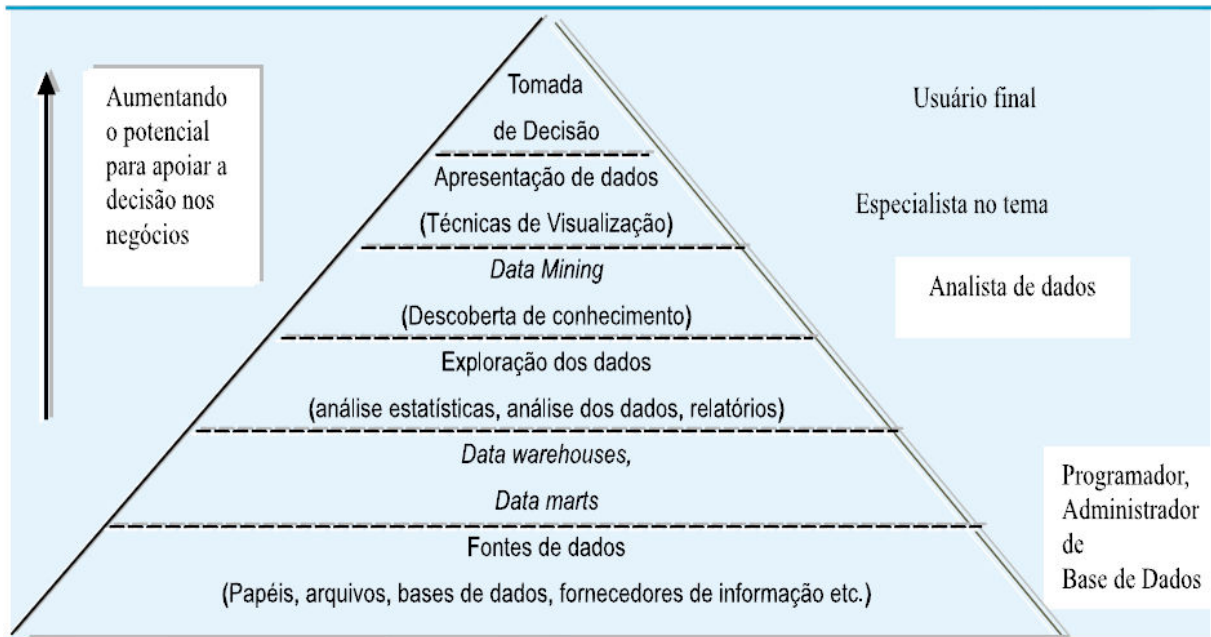 Aumentando
o potencial
para apoiar a
decisão nos
negócios
Tomada
de Decisão
Usuário final
Apresentação de dados
(Técnicas de Visualização)
Especialista no tema
Data Mining
(Descoberta de conhecimento)
Analista de dados
Exploração dos dados
(análise estatísticas, análise dos dados, relatórios)
Data warehouses,
Data marts
Fontes de dados
(Papéis, arquivos, bases de dados, fornecedores de informação etc.)
Programador,
Administrador
de
Base de Dados